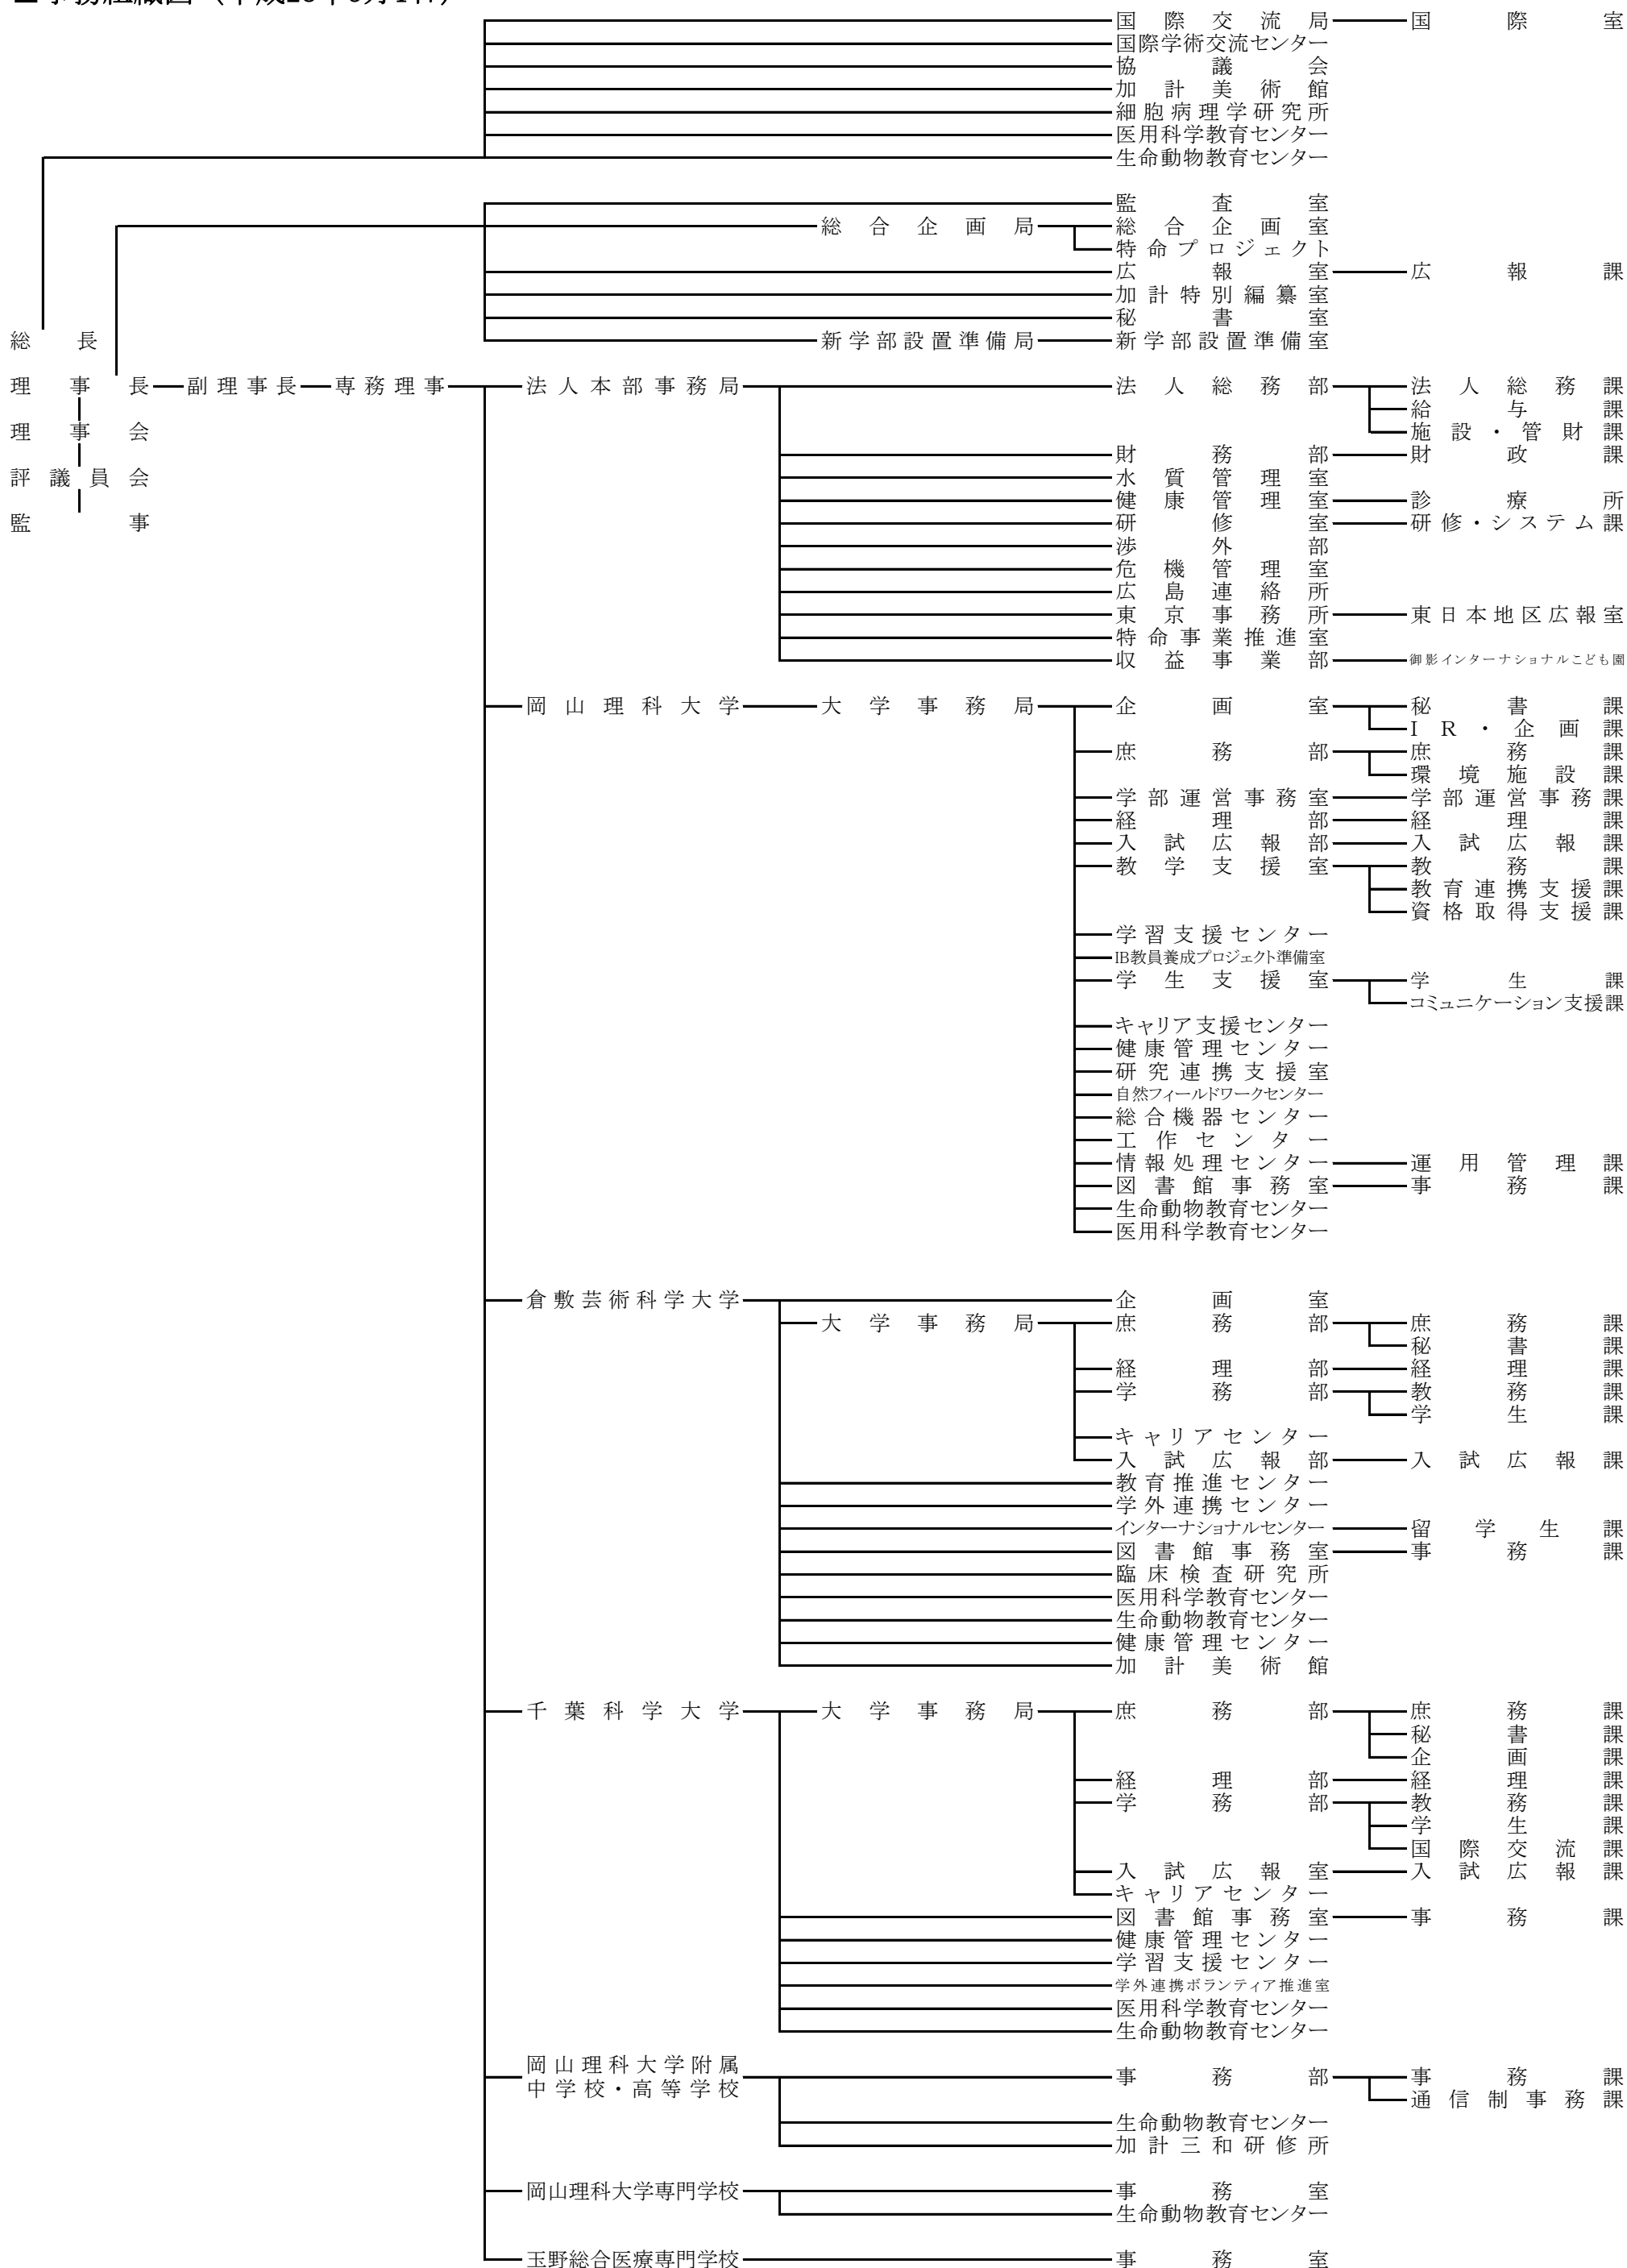 国際交流局 国際室
国際学術交流センター
協議会
加計美術館
細胞病理学研究所
医用科学教育センター
生命動物教育センター
監査室
総合企画局 総合企画室
特命プロジェクト
広報室 広報課
加計特別編纂室
秘書室
総長
新学部設置準備局 新学部設置準備室
理事長 副理事長 専務理事 法人本部事務局 法人総務部 法人総務課
給与課
理事会
施設・管財課
財務部 財政課
評議員会
水質管理室
健康管理室 診療所
監事
研修室 研修・システム課
渉外部
危機管理室
広島連絡所
東京事務所 東日本地区広報室
特命事業推進室
収益事業部 御影インターナショナルこども園
岡山理科大学 大学事務局 企画室 秘書課
IR・企画課
庶務部 庶務課
環境施設課
学部運営事務室 学部運営事務課
経理部 経理課
入試広報部 入試広報課
教学支援室 教務課
教育連携支援課
資格取得支援課
学習支援センター
IB教員養成プロジェクト準備室
学生支援室 学生課
コミュニケーション支援課
キャリア支援センター
健康管理センター
研究連携支援室
自然フィールドワークセンター
総合機器センター
工作センター
情報処理センター 運用管理課
図書館事務室 事務課
生命動物教育センター
医用科学教育センター
倉敷芸術科学大学 企画室
大学事務局 庶務部 庶務課
秘書課
経理部 経理課
学務部 教務課
学生課
キャリアセンター
入試広報部 入試広報課
教育推進センター
学外連携センター
インターナショナルセンター 留学生課
図書館事務室 事務課
臨床検査研究所
医用科学教育センター
生命動物教育センター
健康管理センター
加計美術館
千葉科学大学 大学事務局 庶務部 庶務課
秘書課
企画課
経理部 経理課
学務部 教務課
学生課
国際交流課
入試広報室 入試広報課
キャリアセンター
図書館事務室 事務課
健康管理センター
学習支援センター
学外連携ボランティア推進室
医用科学教育センター
生命動物教育センター
岡山理科大学附属
中学校・高等学校
事務部 事務課
通信制事務課
生命動物教育センター
加計三和研修所
岡山理科大学専門学校 事務室
生命動物教育センター
玉野総合医療専門学校 事務室